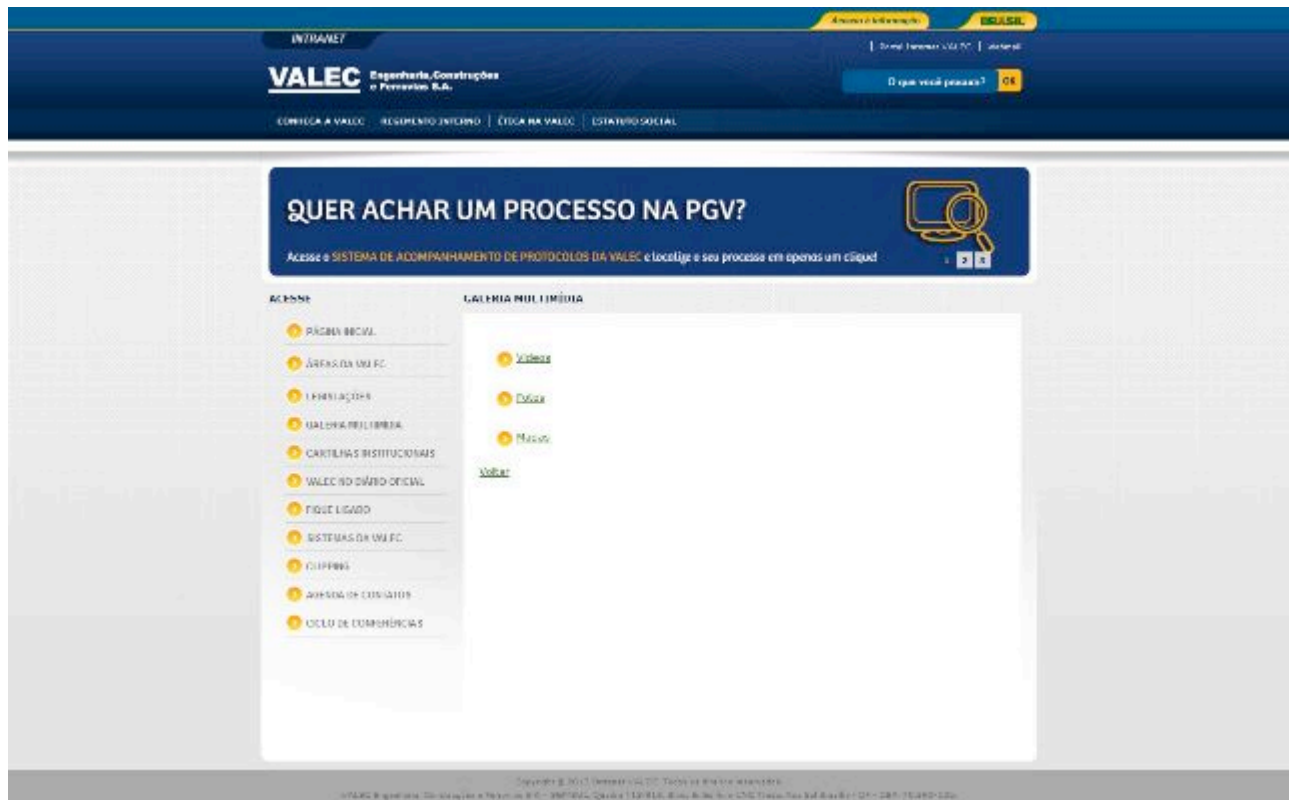 Acesso à Informação BRASIL
INTRANET
Portal Internet VALEC | Webmail
VALEC Engenharia, Construções e Ferrovias S.A.
O que você procura? OK
CONHEÇA A VALEC REGIMENTO INTERNO | ÉTICA NA VALEC | ESTATUTO SOCIAL
QUER ACHAR UM PROCESSO NA PGV?
Acesse o SISTEMA DE ACOMPANHAMENTO DE PROTOCOLOS DA VALEC e localize o seu processo em apenas um clique!
1 2 3
ACESSE
PÁGINA INICIAL
ÁREAS DA VALEC
LEGISLAÇÕES
GALERIA MULTIMÍDIA
CARTILHAS INSTITUCIONAIS
VALEC NO DIÁRIO OFICIAL
FIQUE LIGADO
SISTEMAS DA VALEC
CLIPPING
AGENDA DE CONTATOS
CICLO DE CONFERÊNCIAS
GALERIA MULTIMÍDIA
Vídeos
Fotos
Mapas
Voltar